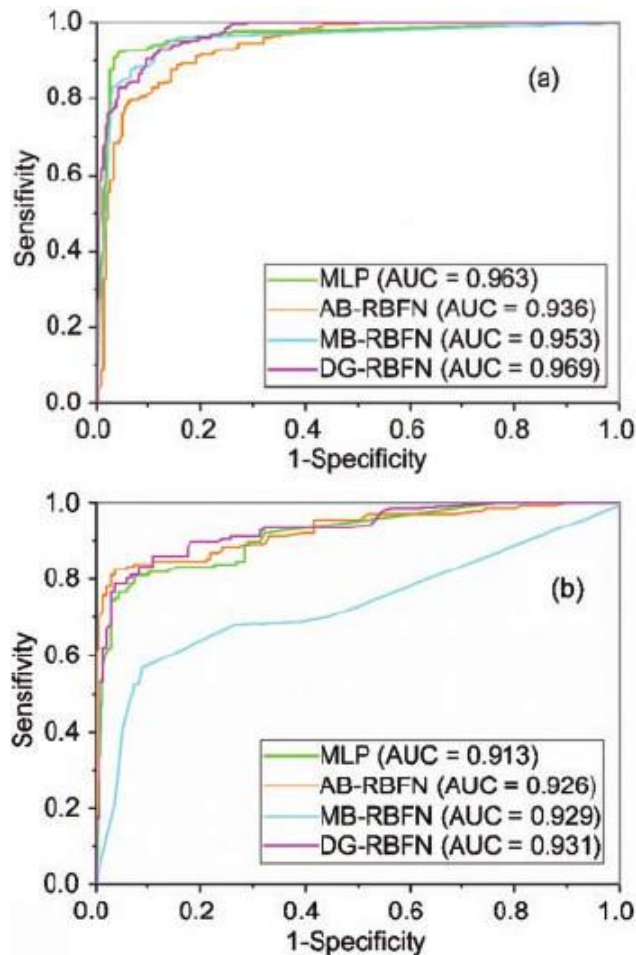 1.0
0.8
0.6
0.4
0.2
0.0
Sensifivity
(a)
MLP (AUC = 0.963)
AB-RBFN (AUC = 0.936)
MB-RBFN (AUC = 0.953)
DG-RBFN (AUC = 0.969)
0.0 0.2 0.4 0.6 0.8 1.0
1-Specificity
1.0
0.8
0.6
0.4
0.2
0.0
Sensifivity
(b)
MLP (AUC = 0.913)
AB-RBFN (AUC = 0.926)
MB-RBFN (AUC = 0.929)
DG-RBFN (AUC = 0.931)
0.0 0.2 0.4 0.6 0.8 1.0
1-Specificity